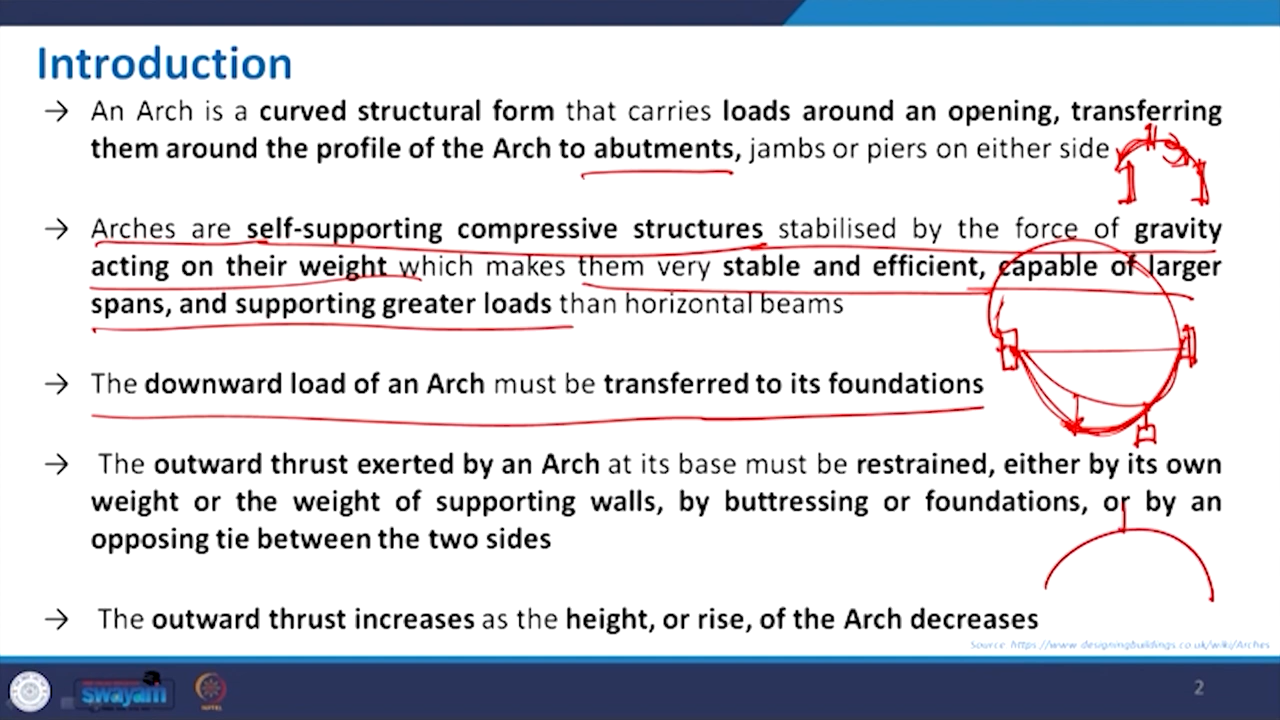 Introduction
→ An Arch is a curved structural form that carries loads around an opening, transferring
them around the profile of the Arch to abutments, jambs or piers on either side
→ Arches are self-supporting compressive structures stabilised by the force of gravity
acting on their weight which makes them very stable and efficient, capable of larger
spans, and supporting greater loads than horizontal beams
→ The downward load of an Arch must be transferred to its foundations
→ The outward thrust exerted by an Arch at its base must be restrained, either by its own
weight or the weight of supporting walls, by buttressing or foundations, or by an
opposing tie between the two sides
→ The outward thrust increases as the height, or rise, of the Arch decreases
Source: https://www.designingbuildings.co.uk/wiki/Arches
swayam
2